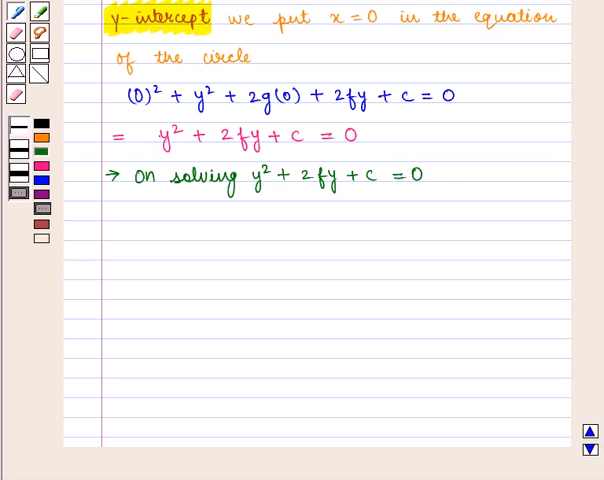 y-intercept we put x = 0 in the equation
of the circle
(0)² + y² + 2g(0) + 2fy + c = 0
= y² + 2fy + c = 0
→ on solving y² + 2fy + c = 0